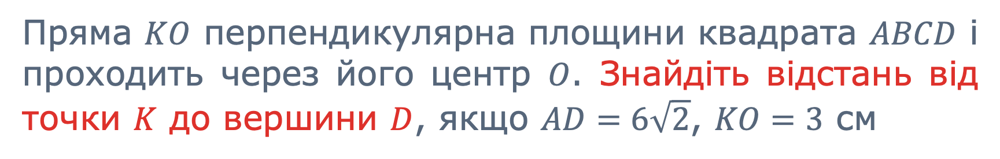 Пряма KO перпендикулярна площини квадрата ABCD і
проходить через його центр O. Знайдіть відстань від
точки K до вершини D, якщо AD = 6√2, KO = 3 см